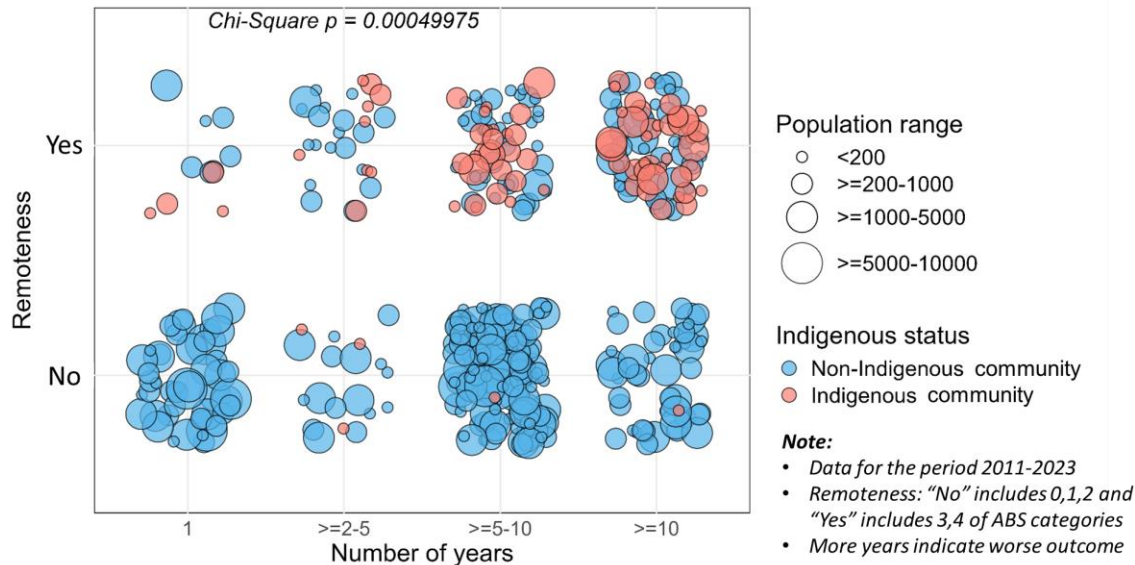 Chi-Square p = 0.00049975
Remoteness
Yes
No
1
>=2-5
>=5-10
>=10
Number of years
Population range
<200
>=200-1000
>=1000-5000
>=5000-10000
Indigenous status
Non-Indigenous community
Indigenous community
Note:
• Data for the period 2011-2023
• Remoteness: “No” includes 0,1,2 and
“Yes” includes 3,4 of ABS categories
• More years indicate worse outcome